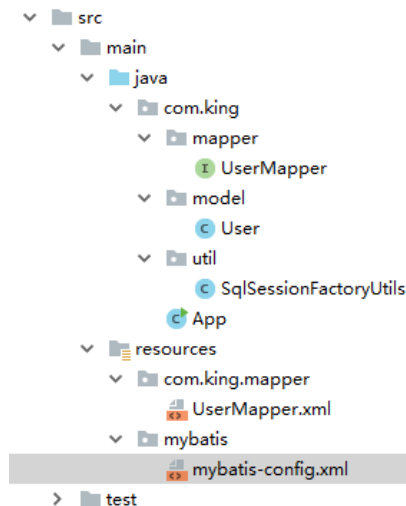 src
main
java
com.king
mapper
I UserMapper
model
C User
util
C SqlSessionFactoryUtils
C App
resources
com.king.mapper
UserMapper.xml
mybatis
mybatis-config.xml
test